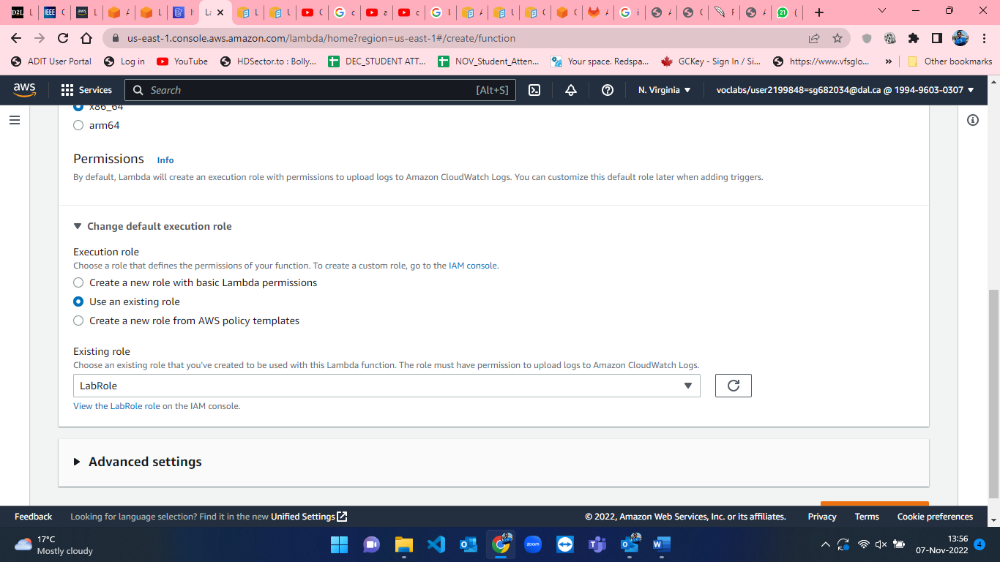 D2L
IEEE
aws
us-east-1.console.aws.amazon.com/lambda/home?region=us-east-1#/create/function
ADIT User Portal
Log in
YouTube
HDSector.to : Bolly...
DEC_STUDENT ATT...
NOV_Student_Atten...
Your space. Redspa...
GCKey - Sign In / Si...
https://www.vfsglo...
»
Other bookmarks
aws
Services
Search
[Alt+S]
N. Virginia
voclabs/user2199848=sg682034@dal.ca @ 1994-9603-0307
x86_64
arm64
Permissions Info
By default, Lambda will create an execution role with permissions to upload logs to Amazon CloudWatch Logs. You can customize this default role later when adding triggers.
Change default execution role
Execution role
Choose a role that defines the permissions of your function. To create a custom role, go to the IAM console.
Create a new role with basic Lambda permissions
Use an existing role
Create a new role from AWS policy templates
Existing role
Choose an existing role that you've created to be used with this Lambda function. The role must have permission to upload logs to Amazon CloudWatch Logs.
LabRole
View the LabRole role on the IAM console.
Advanced settings
Feedback
Looking for language selection? Find it in the new Unified Settings
© 2022, Amazon Web Services, Inc. or its affiliates.
Privacy
Terms
Cookie preferences
17°C
Mostly cloudy
zoom
13:56
07-Nov-2022
4